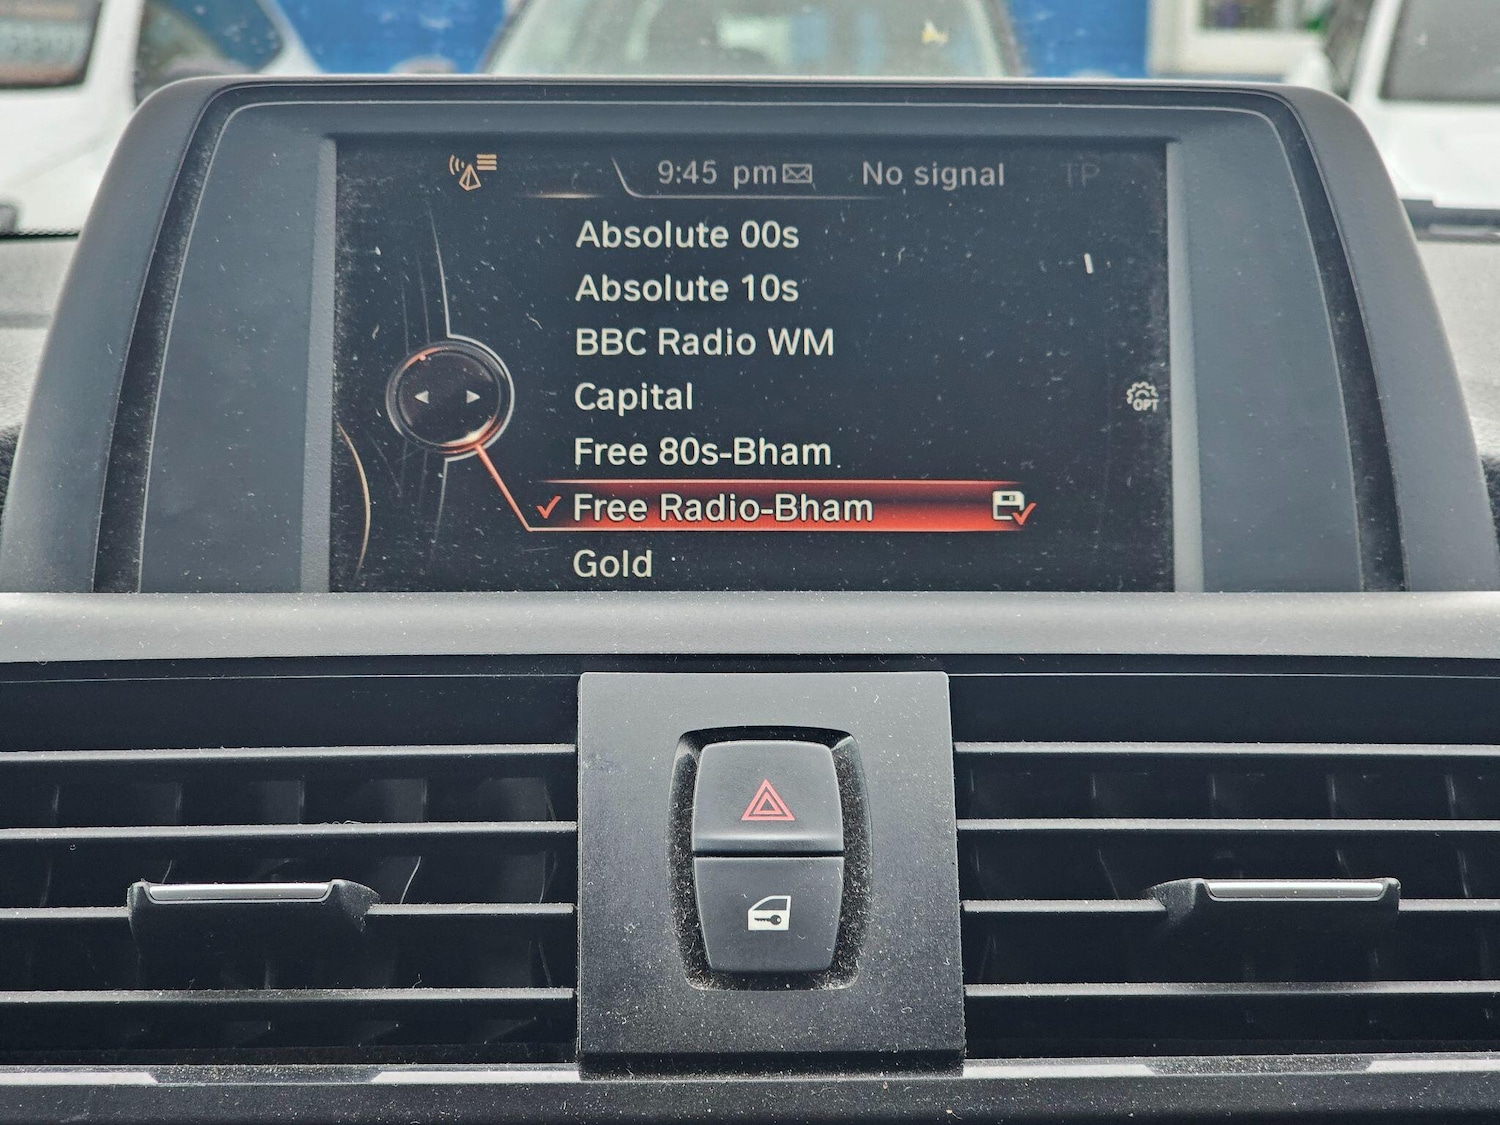 9:45 pm No signal TP
Absolute 00s
Absolute 10s
BBC Radio WM
Capital
OPT
Free 80s-Bham
Free Radio-Bham
Gold